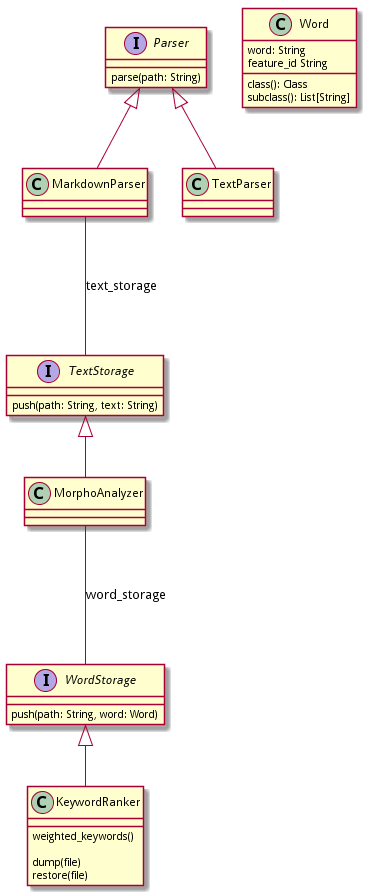 I Parser
parse(path: String)
C Word
word: String
feature_id String
class(): Class
subclass(): List[String]
C MarkdownParser
C TextParser
text_storage
I TextStorage
push(path: String, text: String)
C MorphoAnalyzer
word_storage
I WordStorage
push(path: String, word: Word)
C KeywordRanker
weighted_keywords()
dump(file)
restore(file)